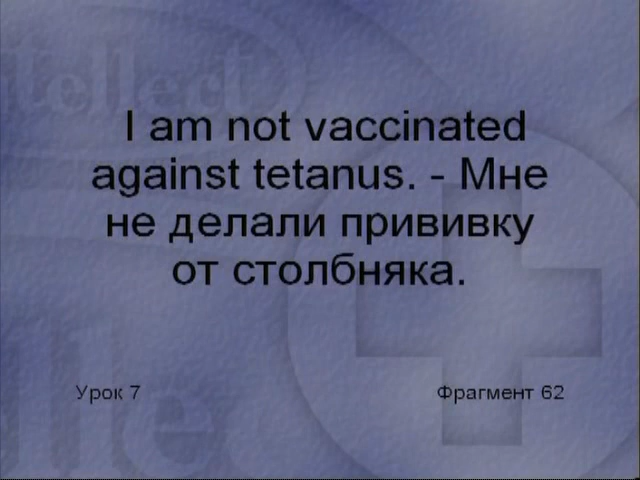 I am not vaccinated
against tetanus. - Мне
не делали прививку
от столбняка.
Урок 7
Фрагмент 62